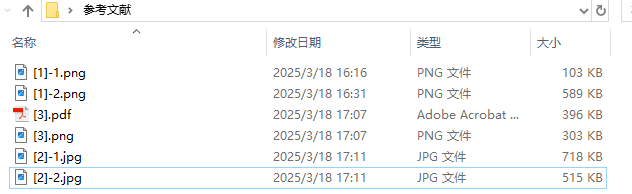 参考文献
名称 修改日期 类型 大小
[1]-1.png 2025/3/18 16:16 PNG 文件 103 KB
[1]-2.png 2025/3/18 16:31 PNG 文件 589 KB
[3].pdf 2025/3/18 17:07 Adobe Acrobat ... 396 KB
[3].png 2025/3/18 17:07 PNG 文件 303 KB
[2]-1.jpg 2025/3/18 17:11 JPG 文件 718 KB
[2]-2.jpg 2025/3/18 17:11 JPG 文件 515 KB